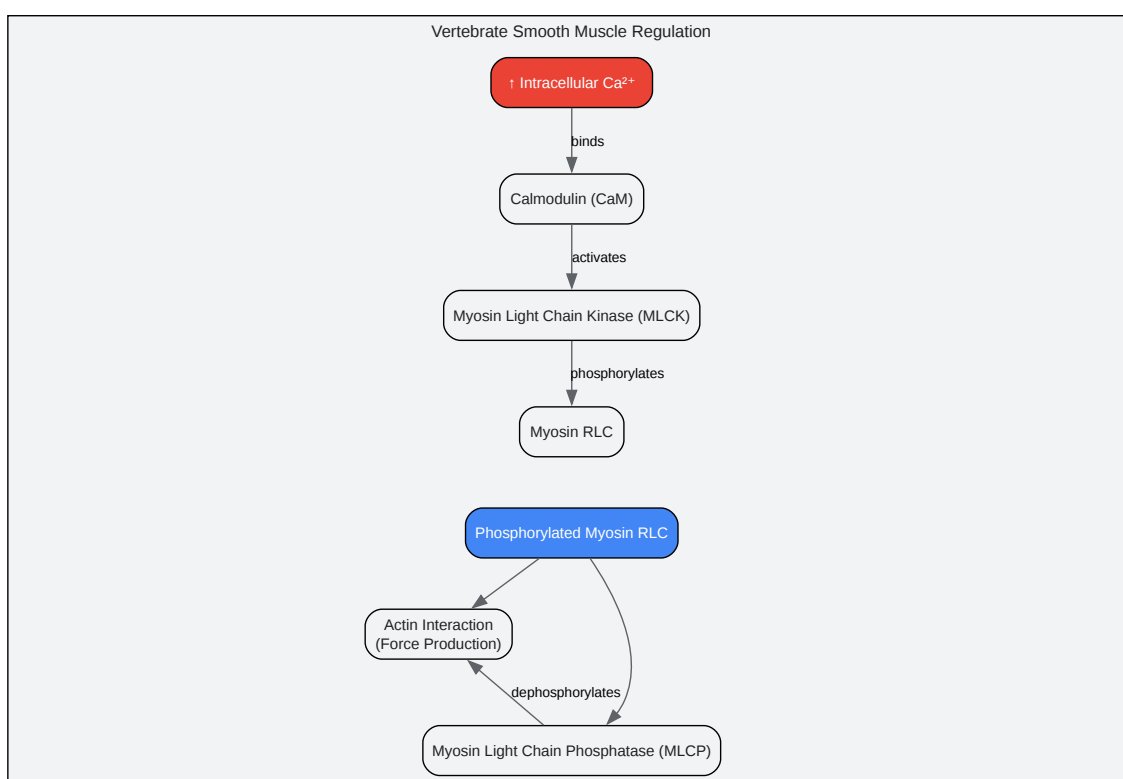 Vertebrate Smooth Muscle Regulation
↑ Intracellular Ca²⁺
binds
Calmodulin (CaM)
activates
Myosin Light Chain Kinase (MLCK)
phosphorylates
Myosin RLC
Phosphorylated Myosin RLC
Actin Interaction
(Force Production)
dephosphorylates
Myosin Light Chain Phosphatase (MLCP)